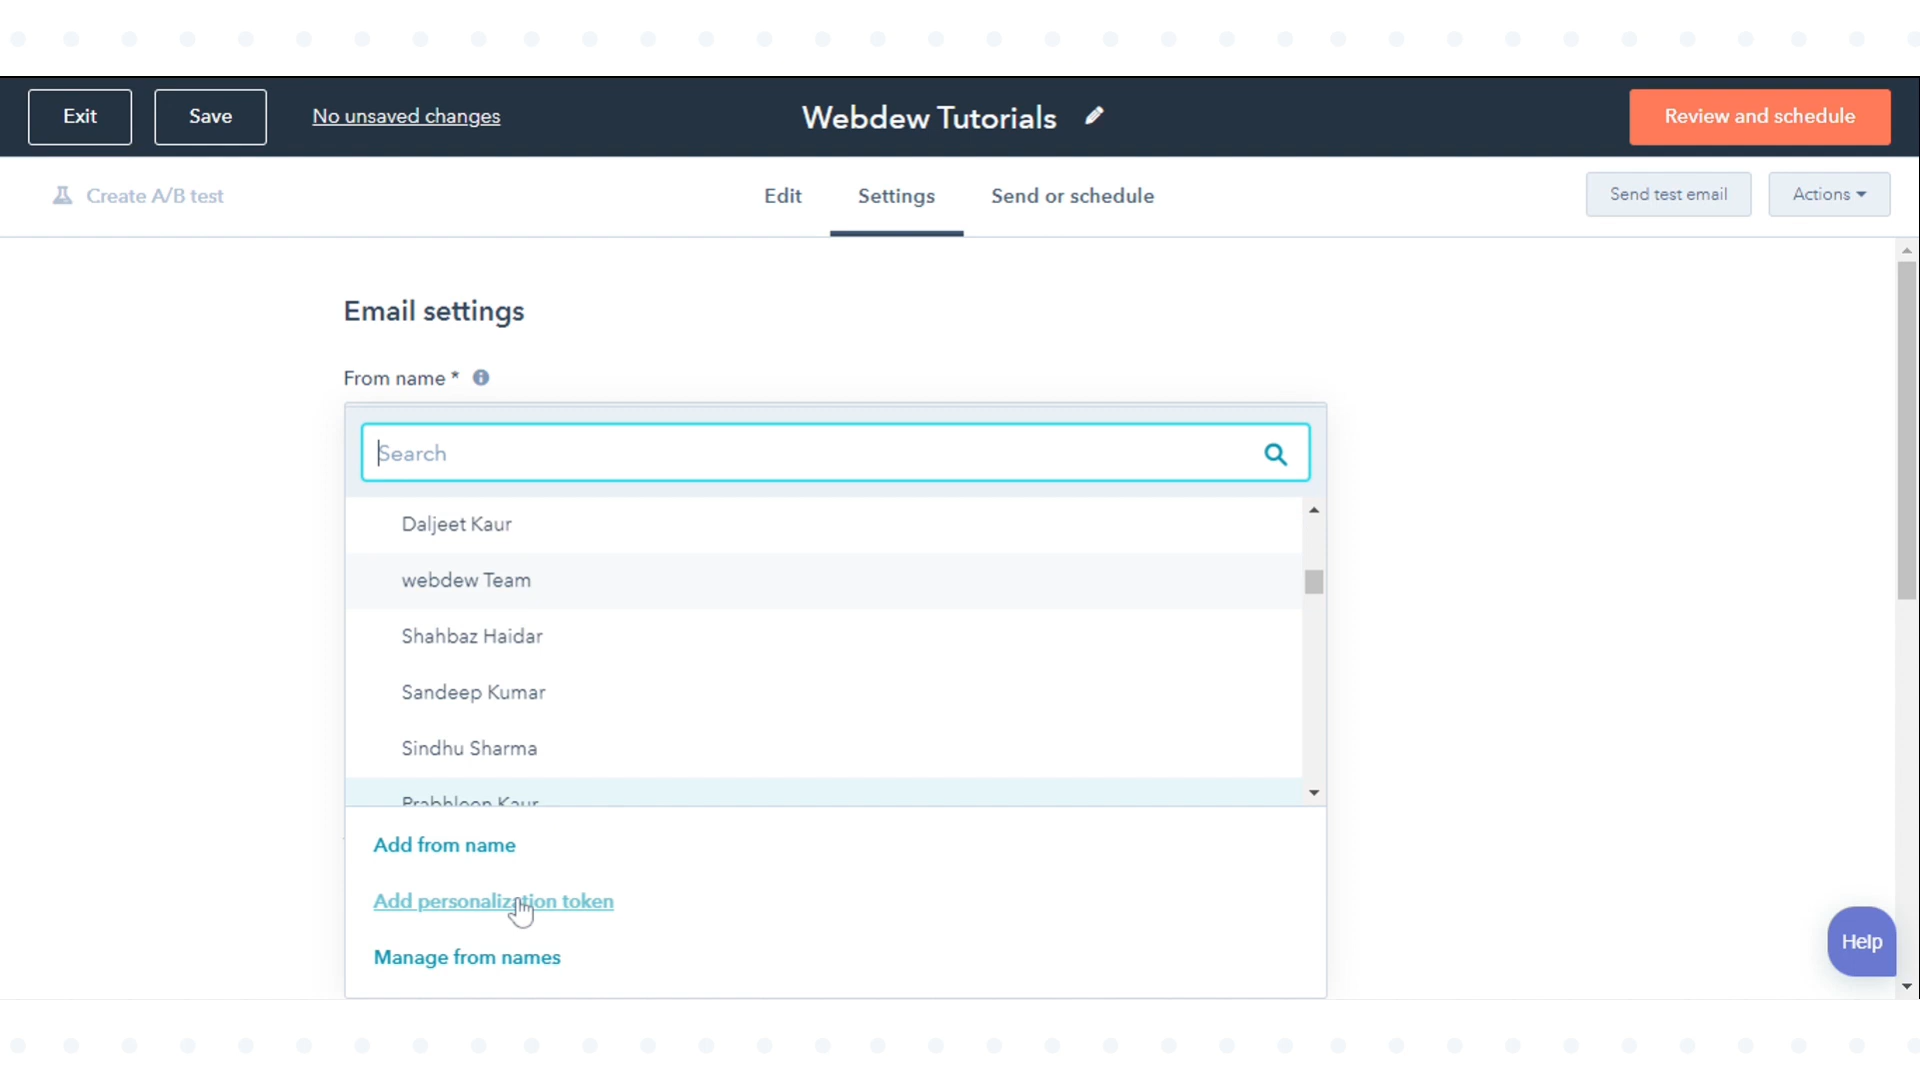 Exit
Save
No unsaved changes
Webdew Tutorials
Review and schedule
Create A/B test
Edit
Settings
Send or schedule
Send test email
Actions
Email settings
From name *
Search
Daljeet Kaur
webdew Team
Shahbaz Haidar
Sandeep Kumar
Sindhu Sharma
Prabhleen Kaur
Add from name
Add personalization token
Manage from names
Help